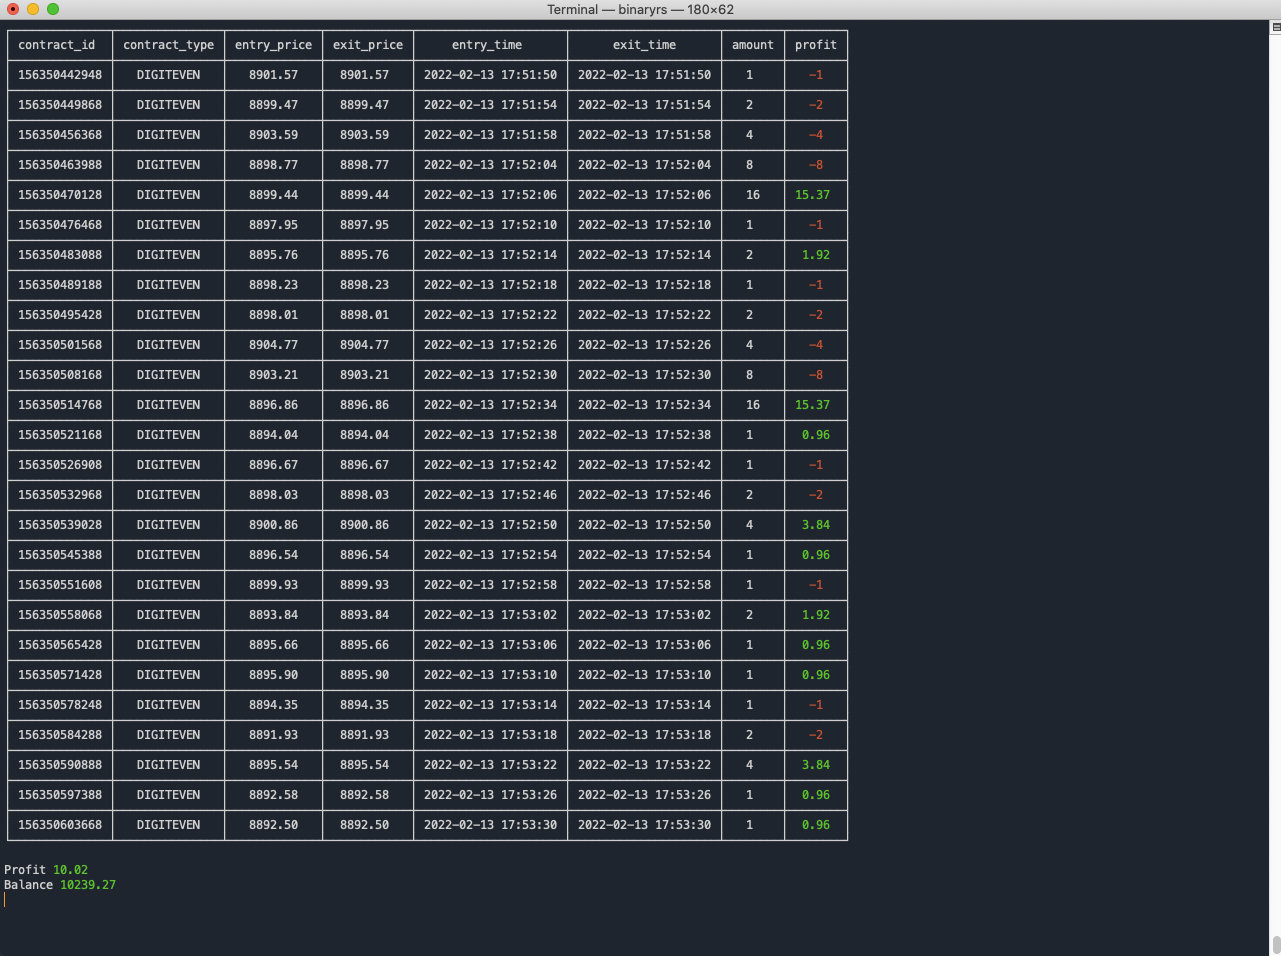 Terminal — binaryrs — 180×62
contract_id contract_type entry_price exit_price entry_time exit_time amount profit
156350442948 DIGITEVEN 8901.57 8901.57 2022-02-13 17:51:50 2022-02-13 17:51:50 1 -1
156350449868 DIGITEVEN 8899.47 8899.47 2022-02-13 17:51:54 2022-02-13 17:51:54 2 -2
156350456368 DIGITEVEN 8903.59 8903.59 2022-02-13 17:51:58 2022-02-13 17:51:58 4 -4
156350463988 DIGITEVEN 8898.77 8898.77 2022-02-13 17:52:04 2022-02-13 17:52:04 8 -8
156350470128 DIGITEVEN 8899.44 8899.44 2022-02-13 17:52:06 2022-02-13 17:52:06 16 15.37
156350476468 DIGITEVEN 8897.95 8897.95 2022-02-13 17:52:10 2022-02-13 17:52:10 1 -1
156350483088 DIGITEVEN 8895.76 8895.76 2022-02-13 17:52:14 2022-02-13 17:52:14 2 1.92
156350489188 DIGITEVEN 8898.23 8898.23 2022-02-13 17:52:18 2022-02-13 17:52:18 1 -1
156350495428 DIGITEVEN 8898.01 8898.01 2022-02-13 17:52:22 2022-02-13 17:52:22 2 -2
156350501568 DIGITEVEN 8904.77 8904.77 2022-02-13 17:52:26 2022-02-13 17:52:26 4 -4
156350508168 DIGITEVEN 8903.21 8903.21 2022-02-13 17:52:30 2022-02-13 17:52:30 8 -8
156350514768 DIGITEVEN 8896.86 8896.86 2022-02-13 17:52:34 2022-02-13 17:52:34 16 15.37
156350521168 DIGITEVEN 8894.04 8894.04 2022-02-13 17:52:38 2022-02-13 17:52:38 1 0.96
156350526908 DIGITEVEN 8896.67 8896.67 2022-02-13 17:52:42 2022-02-13 17:52:42 1 -1
156350532968 DIGITEVEN 8898.03 8898.03 2022-02-13 17:52:46 2022-02-13 17:52:46 2 -2
156350539028 DIGITEVEN 8900.86 8900.86 2022-02-13 17:52:50 2022-02-13 17:52:50 4 3.84
156350545388 DIGITEVEN 8896.54 8896.54 2022-02-13 17:52:54 2022-02-13 17:52:54 1 0.96
156350551608 DIGITEVEN 8899.93 8899.93 2022-02-13 17:52:58 2022-02-13 17:52:58 1 -1
156350558068 DIGITEVEN 8893.84 8893.84 2022-02-13 17:53:02 2022-02-13 17:53:02 2 1.92
156350565428 DIGITEVEN 8895.66 8895.66 2022-02-13 17:53:06 2022-02-13 17:53:06 1 0.96
156350571428 DIGITEVEN 8895.90 8895.90 2022-02-13 17:53:10 2022-02-13 17:53:10 1 0.96
156350578248 DIGITEVEN 8894.35 8894.35 2022-02-13 17:53:14 2022-02-13 17:53:14 1 -1
156350584288 DIGITEVEN 8891.93 8891.93 2022-02-13 17:53:18 2022-02-13 17:53:18 2 -2
156350590888 DIGITEVEN 8895.54 8895.54 2022-02-13 17:53:22 2022-02-13 17:53:22 4 3.84
156350597388 DIGITEVEN 8892.58 8892.58 2022-02-13 17:53:26 2022-02-13 17:53:26 1 0.96
156350603668 DIGITEVEN 8892.50 8892.50 2022-02-13 17:53:30 2022-02-13 17:53:30 1 0.96
Profit 10.02
Balance 10239.27